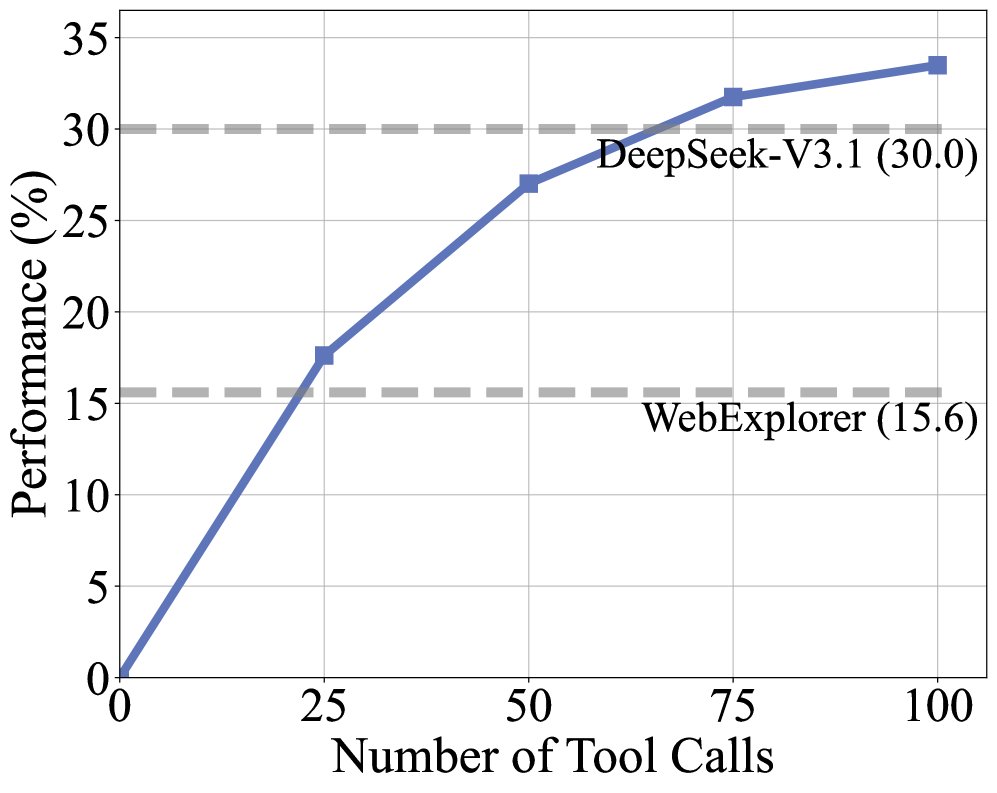 Performance (%)
35
30
25
20
15
10
5
0
DeepSeek-V3.1 (30.0)
WebExplorer (15.6)
0 25 50 75 100
Number of Tool Calls